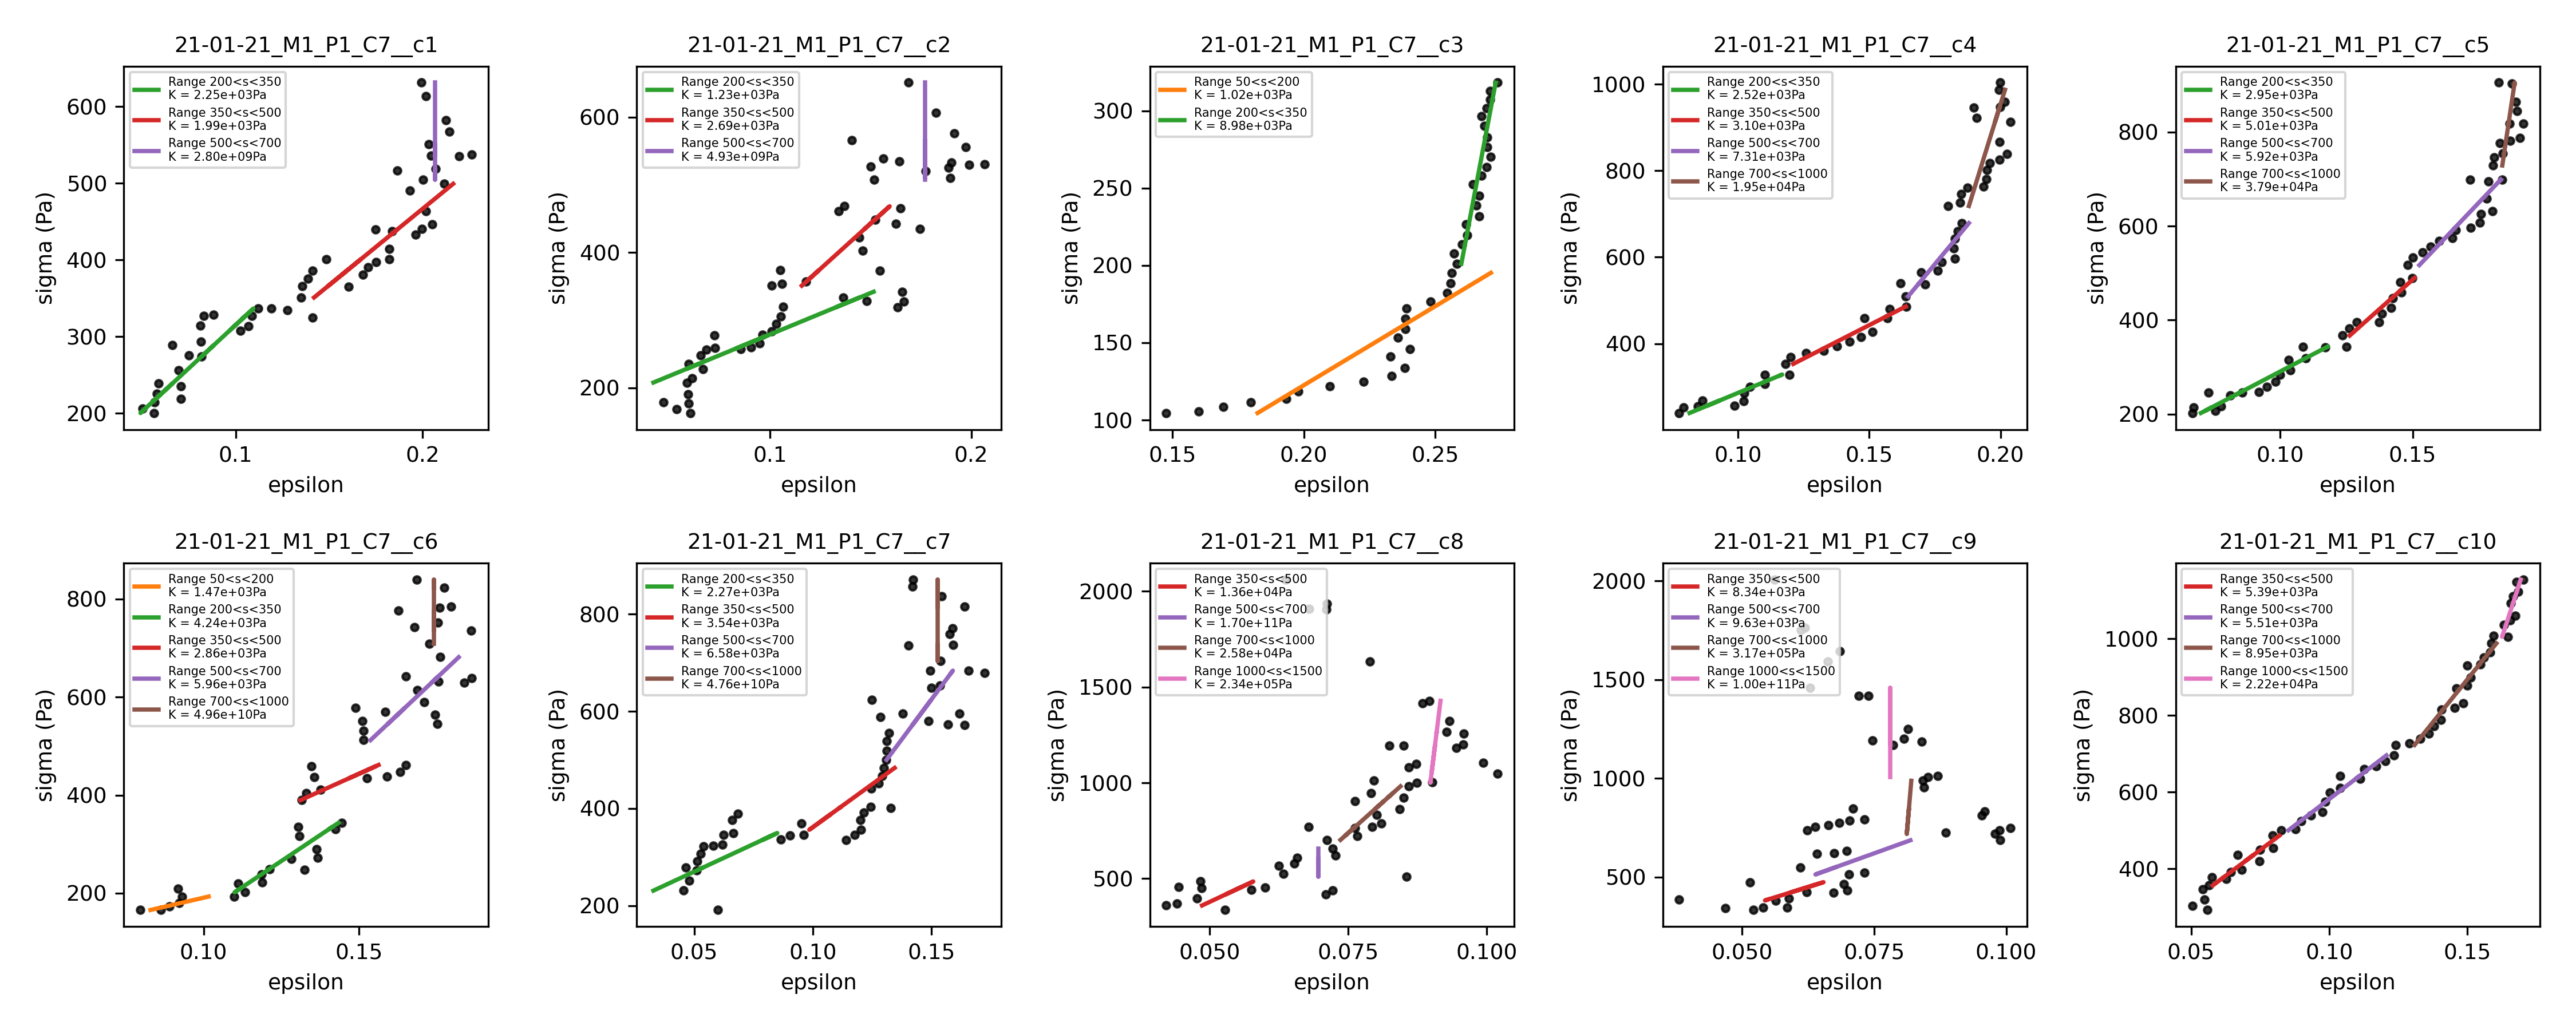 21-01-21_M1_P1_C7__c1
Range 200<s<350
K = 2.25e+03Pa
Range 350<s<500
K = 1.99e+03Pa
Range 500<s<700
K = 2.80e+09Pa
600
500
400
300
200
0.1
0.2
sigma (Pa)
epsilon
21-01-21_M1_P1_C7__c2
Range 200<s<350
K = 1.23e+03Pa
Range 350<s<500
K = 2.69e+03Pa
Range 500<s<700
K = 4.93e+09Pa
600
400
200
0.1
0.2
sigma (Pa)
epsilon
21-01-21_M1_P1_C7__c3
Range 50<s<200
K = 1.02e+03Pa
Range 200<s<350
K = 8.98e+03Pa
300
250
200
150
100
0.15
0.20
0.25
sigma (Pa)
epsilon
21-01-21_M1_P1_C7__c4
Range 200<s<350
K = 2.52e+03Pa
Range 350<s<500
K = 3.10e+03Pa
Range 500<s<700
K = 7.31e+03Pa
Range 700<s<1000
K = 1.95e+04Pa
1000
800
600
400
0.10
0.15
0.20
sigma (Pa)
epsilon
21-01-21_M1_P1_C7__c5
Range 200<s<350
K = 2.95e+03Pa
Range 350<s<500
K = 5.01e+03Pa
Range 500<s<700
K = 5.92e+03Pa
Range 700<s<1000
K = 3.79e+04Pa
800
600
400
200
0.10
0.15
sigma (Pa)
epsilon
21-01-21_M1_P1_C7__c6
Range 50<s<200
K = 1.47e+03Pa
Range 200<s<350
K = 4.24e+03Pa
Range 350<s<500
K = 2.86e+03Pa
Range 500<s<700
K = 5.96e+03Pa
Range 700<s<1000
K = 4.96e+10Pa
800
600
400
200
0.10
0.15
sigma (Pa)
epsilon
21-01-21_M1_P1_C7__c7
Range 200<s<350
K = 2.27e+03Pa
Range 350<s<500
K = 3.54e+03Pa
Range 500<s<700
K = 6.58e+03Pa
Range 700<s<1000
K = 4.76e+10Pa
800
600
400
200
0.05
0.10
0.15
sigma (Pa)
epsilon
21-01-21_M1_P1_C7__c8
Range 350<s<500
K = 1.36e+04Pa
Range 500<s<700
K = 1.70e+11Pa
Range 700<s<1000
K = 2.58e+04Pa
Range 1000<s<1500
K = 2.34e+05Pa
2000
1500
1000
500
0.050
0.075
0.100
sigma (Pa)
epsilon
21-01-21_M1_P1_C7__c9
Range 350<s<500
K = 8.34e+03Pa
Range 500<s<700
K = 9.63e+03Pa
Range 700<s<1000
K = 3.17e+05Pa
Range 1000<s<1500
K = 1.00e+11Pa
2000
1500
1000
500
0.050
0.075
0.100
sigma (Pa)
epsilon
21-01-21_M1_P1_C7__c10
Range 350<s<500
K = 5.39e+03Pa
Range 500<s<700
K = 5.51e+03Pa
Range 700<s<1000
K = 8.95e+03Pa
Range 1000<s<1500
K = 2.22e+04Pa
1000
800
600
400
0.05
0.10
0.15
sigma (Pa)
epsilon